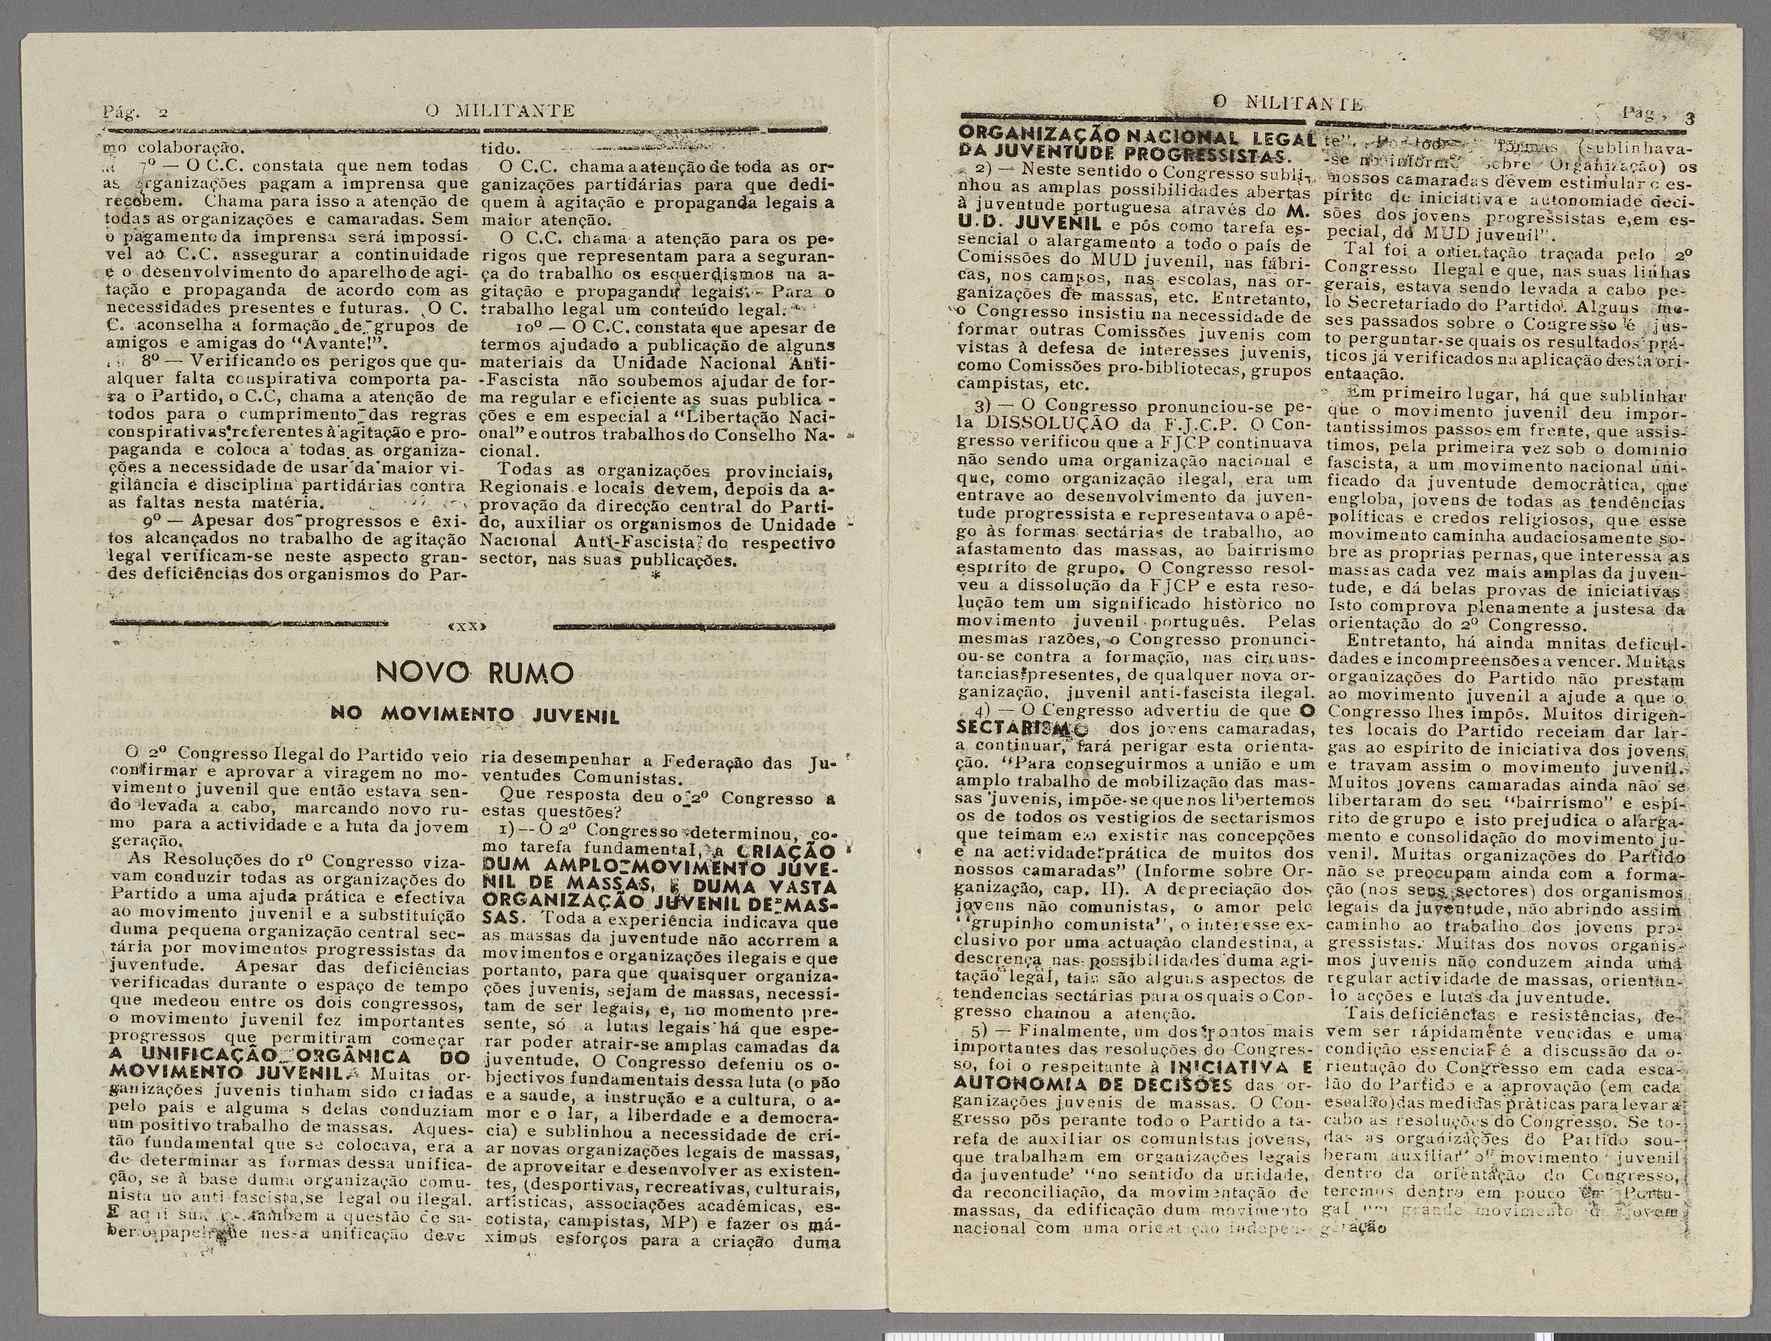 Pág. 2
O MILITANTE
mo colaboração.
7º — O C.C. constata que nem todas
as organizações pagam a imprensa que
recebem. Chama para isso a atenção de
todas as organizações e camaradas. Sem
o pagamento da imprensa será impossi-
vel ao C.C. assegurar a continuidade
e o desenvolvimento do aparelho de agi-
tação e propaganda de acordo com as
necessidades presentes e futuras. O C.
C. aconselha a formação de grupos de
amigos e amigas do "Avante!".
8º — Verificando os perigos que qu-
alquer falta conspirativa comporta pa-
ra o Partido, o C.C, chama a atenção de
todos para o cumprimento das regras
conspirativas referentes à agitação e pro-
paganda e coloca a todas as organiza-
ções a necessidade de usar da maior vi-
gilância e disciplina partidárias contra
as faltas nesta matéria.
9º — Apesar dos progressos e êxi-
tos alcançados no trabalho de agitação
legal verificam-se neste aspecto gran-
des deficiências dos organismos do Par-
tido.
O C.C. chama a atenção de toda as or-
ganizações partidárias para que dedi-
quem à agitação e propaganda legais a
maior atenção.
O C.C. chama a atenção para os pe-
rigos que representam para a seguran-
ça do trabalho os esquerdismos na a-
gitação e propaganda legais. Para o
trabalho legal um conteúdo legal.
10º — O C.C. constata que apesar de
termos ajudado a publicação de alguns
materiais da Unidade Nacional Anti-
-Fascista não soubemos ajudar de for-
ma regular e eficiente as suas publica -
ções e em especial a "Libertação Naci-
onal" e outros trabalhos do Conselho Na-
cional.
Todas as organizações provinciais,
Regionais e locais devem, depois da a-
provação da direcção central do Parti-
do, auxiliar os organismos de Unidade
Nacional Anti-Fascista do respectivo
sector, nas suas publicações.
*
«xx»
NOVO RUMO
NO MOVIMENTO JUVENIL
O 2º Congresso Ilegal do Partido veio
confirmar e aprovar a viragem no mo-
vimento juvenil que então estava sen-
do levada a cabo, marcando novo ru-
mo para a actividade e a luta da jovem
geração.
As Resoluções do 1º Congresso viza-
vam conduzir todas as organizações do
Partido a uma ajuda prática e efectiva
ao movimento juvenil e a substituíção
duma pequena organização central sec-
tária por movimentos progressistas da
juventude. Apesar das deficiências
verificadas durante o espaço de tempo
que medeou entre os dois congressos,
o movimento juvenil fez importantes
progressos que permitiram começar
A UNIFICAÇÃO ORGÂNICA DO
MOVIMENTO JUVENIL. Muitas or-
ganizações juvenis tinham sido criadas
pelo país e alguma s delas conduziam
um positivo trabalho de massas. A ques-
tão fundamental que se colocava, era a
de determinar as formas dessa unifica-
ção, se à base duma organização comu-
nista ou anti-fascista, se legal ou ilegal.
também a questão de sa-
ber o papel que nessa unificação deve
ria desempenhar a Federação das Ju-
ventudes Comunistas.
Que resposta deu o 2º Congresso a
estas questões?
1) — O 2º Congresso determinou, co-
mo tarefa fundamental, a CRIAÇÃO
DUM AMPLO MOVIMENTO JUVE-
NIL DE MASSAS, E DUMA VASTA
ORGANIZAÇÃO JUVENIL DE MAS-
SAS. Toda a experiência indicava que
as massas da juventude não acorrem a
movimentos e organizações ilegais e que
portanto, para que quaisquer organiza-
ções juvenis, sejam de massas, necessi-
tam de ser legais, e, no momento pre-
sente, só a lutas legais há que espe-
rar poder atrair-se amplas camadas da
juventude. O Congresso defeniu os o-
bjectivos fundamentais dessa luta (o pão
e a saude, a instrução e a cultura, o a-
mor e o lar, a liberdade e a democra-
cia) e sublinhou a necessidade de cri-
ar novas organizações legais de massas,
de aproveitar e desenvolver as existen-
tes, (desportivas, recreativas, culturais,
artísticas, associações académicas, es-
cotista, campistas, MP) e fazer os má-
ximos esforços para a criação duma
O NILITANTE
Pág. 3
ORGANIZAÇÃO NACIONAL LEGAL
DA JUVENTUDE PROGRESSISTAS.
2) — Neste sentido o Congresso subli-
nhou as amplas possibilidades abertas
à juventude portuguesa através do M.
U.D. JUVENIL e pôs como tarefa es-
sencial o alargamento a todo o país de
Comissões do MUD juvenil, nas fábri-
cas, nos campos, nas escolas, nas or-
ganizações de massas, etc. Entretanto,
o Congresso insistiu na necessidade de
formar outras Comissões juvenis com
vistas à defesa de interesses juvenis,
como Comissões pro-bibliotecas, grupos
campistas, etc.
3) — O Congresso pronunciou-se pe-
la DISSOLUÇÃO da F.J.C.P. O Con-
gresso verificou que a FJCP continuava
não sendo uma organização nacional e
que, como organização ilegal, era um
entrave ao desenvolvimento da juven-
tude progressista e representava o apê-
go às formas sectárias de trabalho, ao
afastamento das massas, ao bairrismo
espírito de grupo. O Congresso resol-
veu a dissolução da FJCP e esta reso-
lução tem um significado històrico no
movimento juvenil português. Pelas
mesmas razões, o Congresso pronunci-
ou-se contra a formação, nas circuns-
tancias presentes, de qualquer nova or-
ganização, juvenil anti-fascista ilegal.
4) — O Cengresso advertiu de que O
SECTARISMO dos jovens camaradas,
a continuar, fará perigar esta orienta-
ção. "Para conseguirmos a união e um
amplo trabalho de mobilização das mas-
sas juvenis, impõe-se que nos libertemos
os de todos os vestigios de sectarismos
que teimam em existir nas concepções
e na actividade prática de muitos dos
nossos camaradas" (Informe sobre Or-
ganização, cap. II). A depreciação dos
jovens não comunistas, o amor pelo
"grupinho comunista", o interesse ex-
clusivo por uma actuação clandestina, a
descrença nas possibilidades duma agi-
tação legal, tais são alguns aspectos de
tendencias sectárias para os quais o Con-
gresso chamou a atenção.
5) — Finalmente, um dos pontos mais
importantes das resoluções do Congres-
so, foi o respeitante à INICIATIVA E
AUTONOMIA DE DECISÕES das or-
ganizações juvenis de massas. O Con-
gresso pôs perante todo o Partido a ta-
refa de auxiliar os comunistas jovens,
que trabalham em organizações legais
da juventude' "no sentido da unidade,
da reconciliação, da movimentação de
massas, da edificação dum movimento
nacional com uma orientação indepen-
te". Por todas formas (sublinhava-
-se no informe sobre Organização) os
nossos camaradas devem estimular o es-
pírito de iniciativa e autonomia de deci-
sões dos jovens progressistas e, em es-
pecial, do MUD juvenil".
Tal foi a orientação traçada pelo 2º
Congresso Ilegal e que, nas suas linhas
gerais, estava sendo levada a cabo pe-
lo Secretariado do Partido. Alguns me-
ses passados sobre o Congresso é jus-
to perguntar-se quais os resultados prá-
ticos já verificados na aplicação desta ori-
entaação.
Em primeiro lugar, há que sublinhar
que o movimento juvenil deu impor-
tantissimos passos em frente, que assis-
timos, pela primeira vez sob o dominio
fascista, a um movimento nacional uni-
ficado da juventude democrática, que
engloba, jovens de todas as tendências
políticas e credos religiosos, que esse
movimento caminha audaciosamente so-
bre as proprias pernas, que interessa as
massas cada vez mais amplas da juven-
tude, e dá belas provas de iniciativas
Isto comprova plenamente a justesa da
orientação do 2º Congresso.
Entretanto, há ainda mnitas deficul-
dades e incompreensões a vencer. Muitas
organizações do Partido não prestam
ao movimento juvenil a ajude a que o
Congresso lhes impôs. Muitos dirigen-
tes locais do Partido receiam dar lar-
gas ao espírito de iniciativa dos jovens
e travam assim o movimento juvenil.
Muitos jovens camaradas ainda não se
libertaram do seu "bairrismo" e espí-
rito de grupo e isto prejudica o alarga-
mento e consolidação do movimento ju-
venil. Muitas organizações do Partido
não se preocupam ainda com a forma-
ção (nos seus sectores) dos organismos
legais da juventude, não abrindo assim
caminho ao trabalho dos jovens pro-
gressistas. Muitas dos novos organis-
mos juvenis não conduzem ainda uma
regular actividade de massas, orientan-
lo acções e lutas da juventude.
Tais deficiências e resistências, de-
vem ser rápidamente vencidas e uma
condição essencial é a discussão da o-
rientação do Congresso em cada esca-
lão do Partido e a aprovação (em cada
escalão) das medidas práticas para levar a
cabo as resoluções do Congresso. Se to-
das as organizações do Partido sou-
beram auxiliar o movimento juvenil
dentro da orientação do Congresso,
teremos dentro em pouco em Portu-
gal um grande movimento da jovem
geração